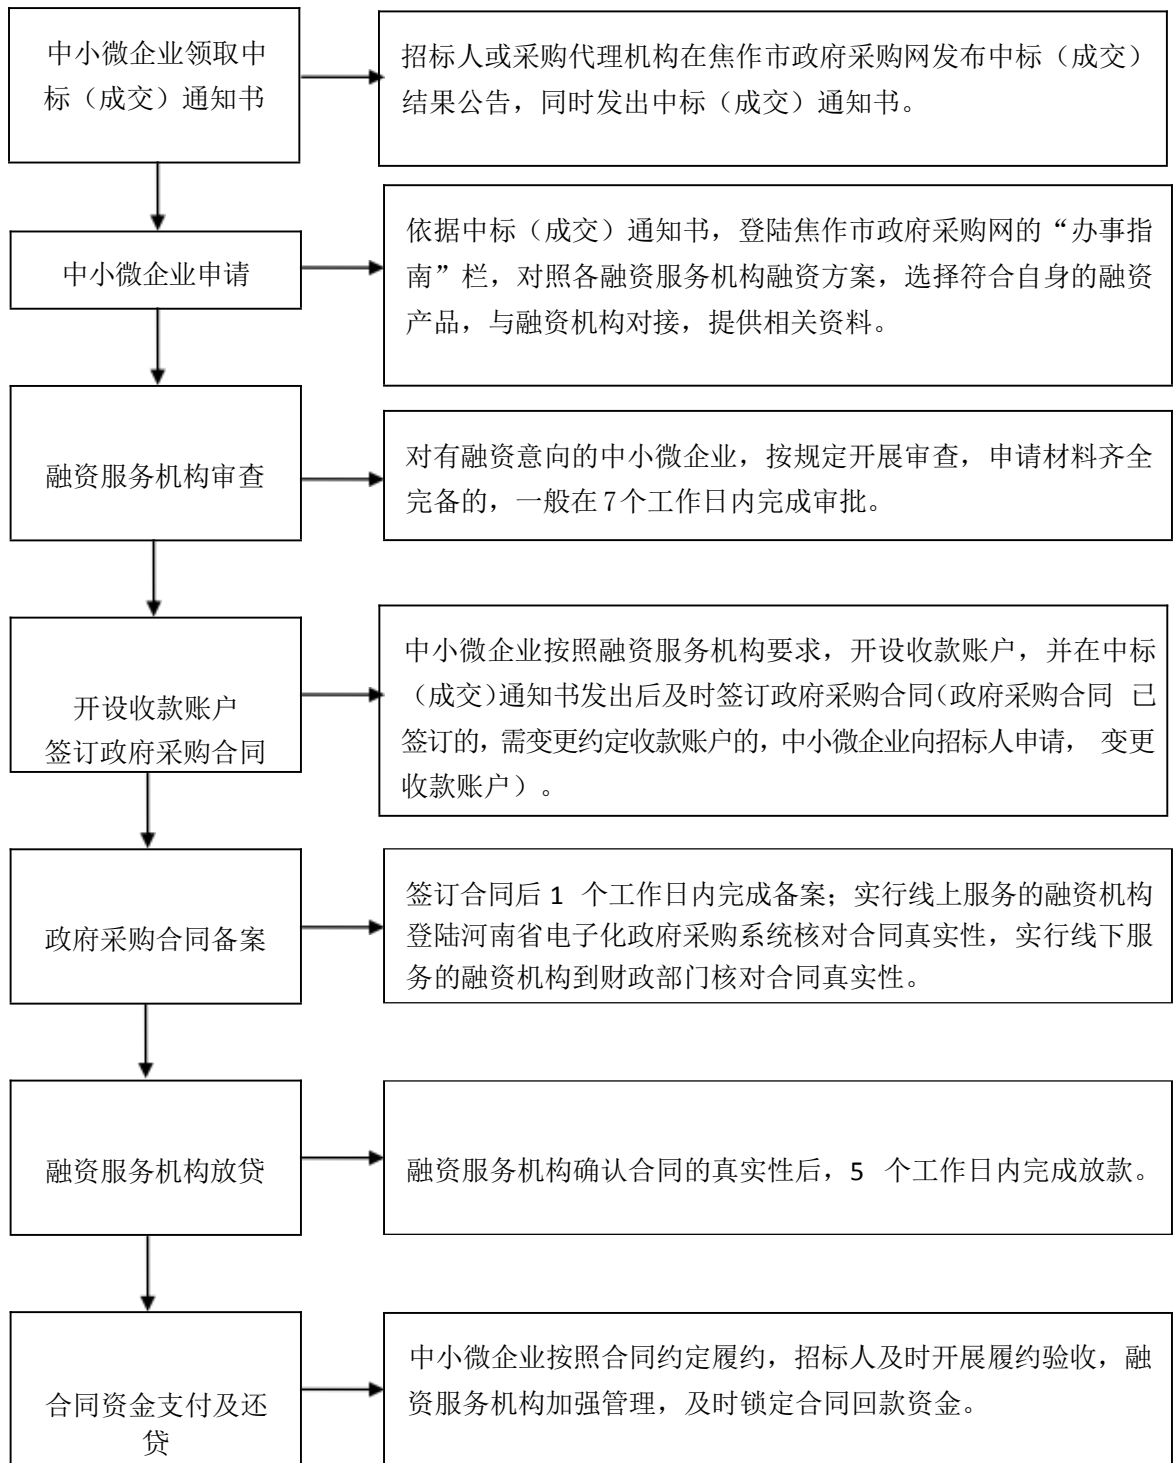 中小微企业领取中
标（成交）通知书
招标人或采购代理机构在焦作市政府采购网发布中标（成交）
结果公告，同时发出中标（成交）通知书。
中小微企业申请
依据中标（成交）通知书，登陆焦作市政府采购网的“办事指
南”栏，对照各融资服务机构融资方案，选择符合自身的融资
产品，与融资机构对接，提供相关资料。
融资服务机构审查
对有融资意向的中小微企业，按规定开展审查，申请材料齐全
完备的，一般在7个工作日内完成审批。
开设收款账户
签订政府采购合同
中小微企业按照融资服务机构要求，开设收款账户，并在中标
（成交）通知书发出后及时签订政府采购合同（政府采购合同 已
签订的，需变更约定收款账户的，中小微企业向招标人申请， 变更
收款账户）。
政府采购合同备案
签订合同后 1 个工作日内完成备案；实行线上服务的融资机构
登陆河南省电子化政府采购系统核对合同真实性，实行线下服
务的融资机构到财政部门核对合同真实性。
融资服务机构放贷
融资服务机构确认合同的真实性后，5 个工作日内完成放款。
合同资金支付及还
贷
中小微企业按照合同约定履约，招标人及时开展履约验收，融
资服务机构加强管理，及时锁定合同回款资金。